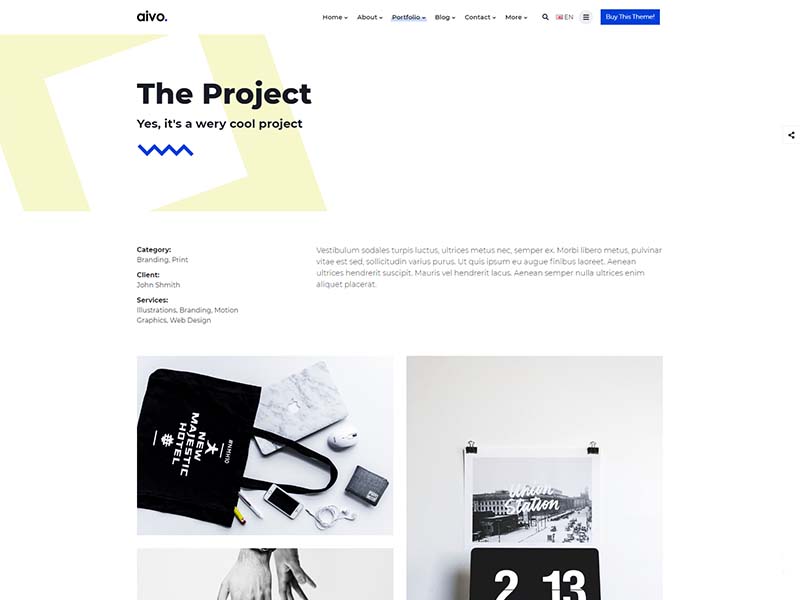 aivo.
Home About Portfolio Blog Contact More EN Buy This Theme!
The Project
Yes, it's a wery cool project
Category:
Branding, Print
Client:
John Shmith
Services:
Illustrations, Branding, Motion
Graphics, Web Design
Vestibulum sodales turpis luctus, ultrices metus nec, semper ex. Morbi libero metus, pulvinar
vitae est sed, sollicitudin varius purus. Ut quis ipsum eu augue finibus laoreet. Aenean
ultrices hendrerit suscipit. Mauris vel hendrerit lacus. Aenean semper nulla ultrices enim
aliquet placerat.
#NMH10
NEW
MAJESTIC
HOTEL
Union
Station
2 13